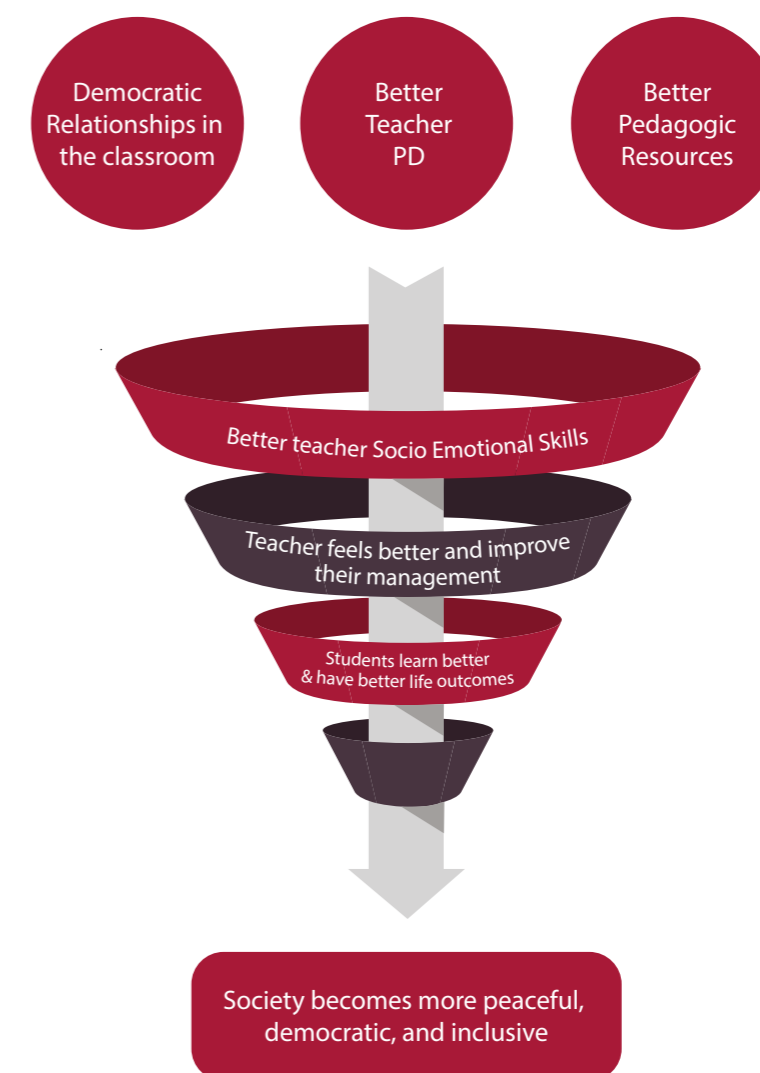 Democratic
Relationships in
the classroom
Better
Teacher
PD
Better
Pedagogic
Resources
Better teacher Socio Emotional Skills
Teacher feels better and improve
their management
Students learn better
& have better life outcomes
Society becomes more peaceful,
democratic, and inclusive